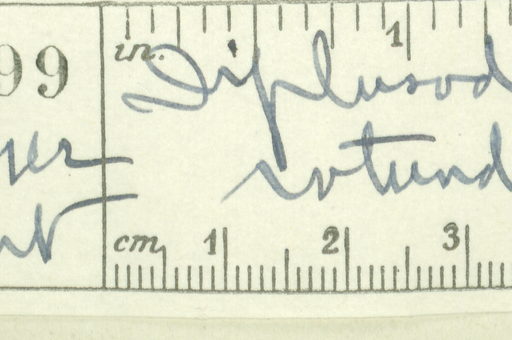 in. 1
99 Diplusod
rotund
cm 1 2 3